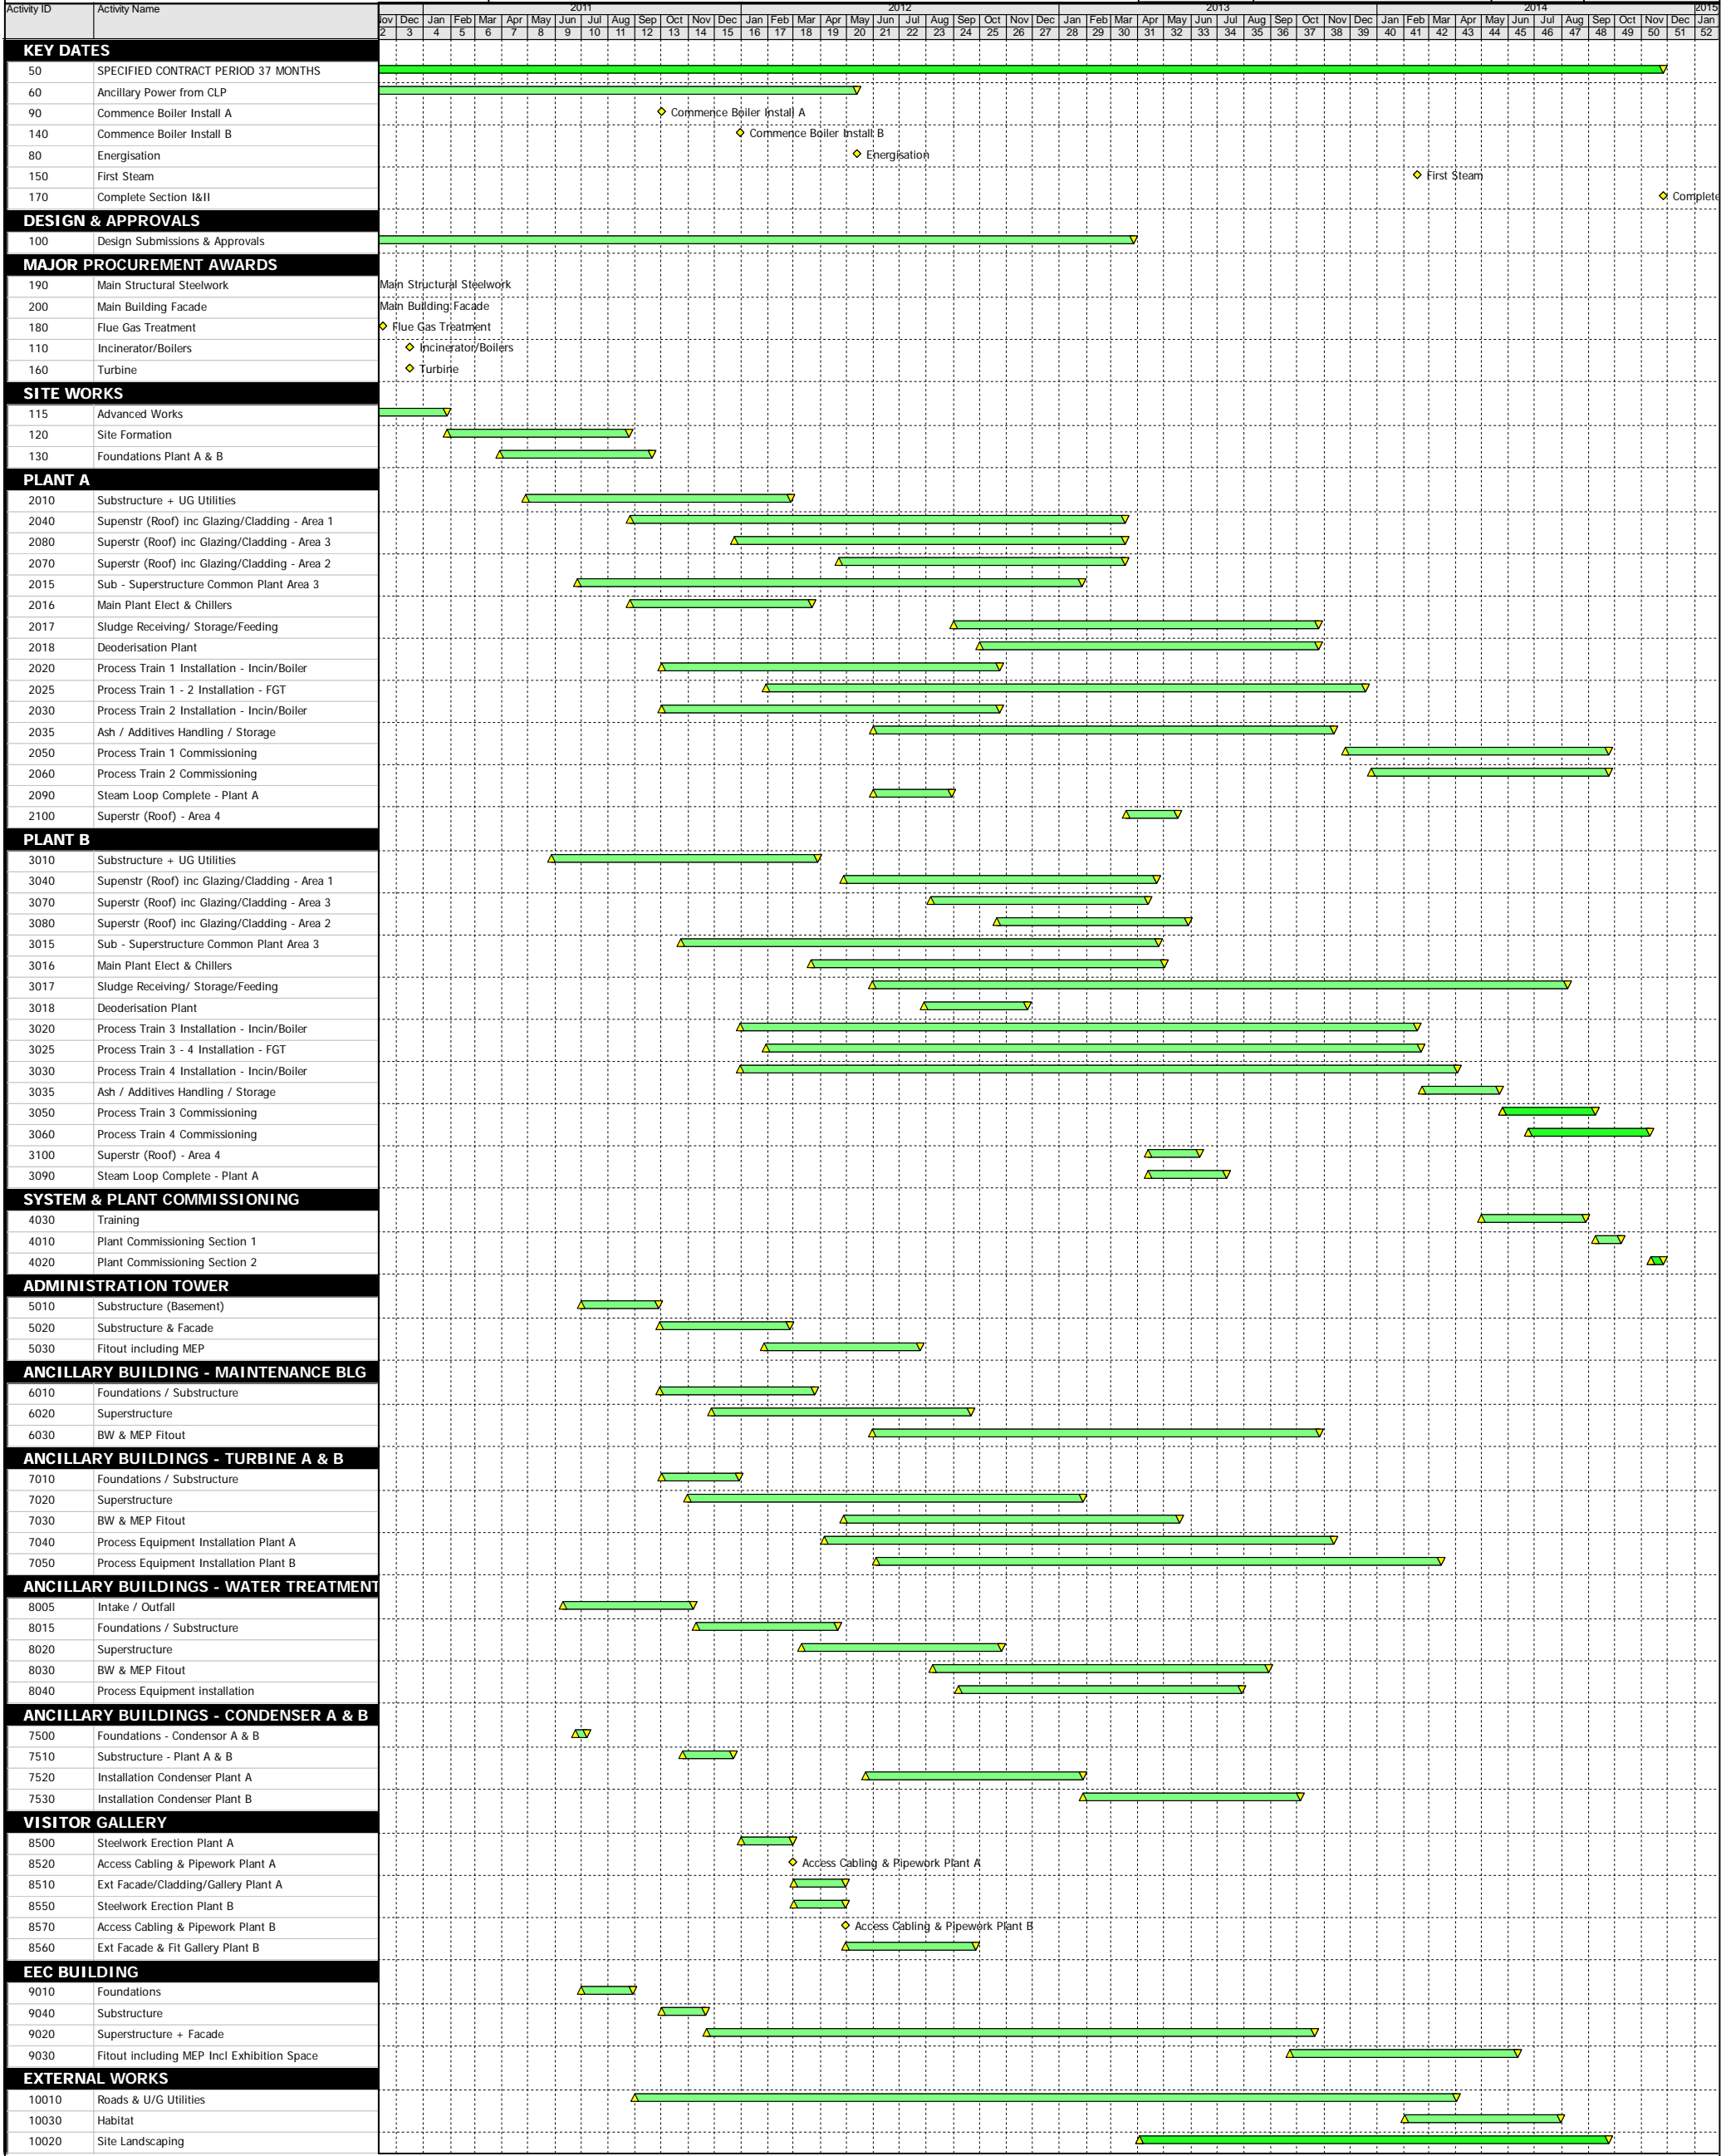 Activity ID Activity Name 2011 2012 2013 2014 2015
Nov Dec Jan Feb Mar Apr May Jun Jul Aug Sep Oct Nov Dec Jan Feb Mar Apr May Jun Jul Aug Sep Oct Nov Dec Jan Feb Mar Apr May Jun Jul Aug Sep Oct Nov Dec Jan Feb Mar Apr May Jun Jul Aug Sep Oct Nov Dec Jan
2 3 4 5 6 7 8 9 10 11 12 13 14 15 16 17 18 19 20 21 22 23 24 25 26 27 28 29 30 31 32 33 34 35 36 37 38 39 40 41 42 43 44 45 46 47 48 49 50 51 52
KEY DATES
50 SPECIFIED CONTRACT PERIOD 37 MONTHS
60 Ancillary Power from CLP
90 Commence Boiler Install A Commence Boiler Install A
140 Commence Boiler Install B Commence Boiler Install B
80 Energisation Energisation
150 First Steam First Steam
170 Complete Section I&II Complete
DESIGN & APPROVALS
100 Design Submissions & Approvals
MAJOR PROCUREMENT AWARDS
190 Main Structural Steelwork Main Structural Steelwork
200 Main Building Facade Main Building Facade
180 Flue Gas Treatment Flue Gas Treatment
110 Incinerator/Boilers Incinerator/Boilers
160 Turbine Turbine
SITE WORKS
115 Advanced Works
120 Site Formation
130 Foundations Plant A & B
PLANT A
2010 Substructure + UG Utilities
2040 Supenstr (Roof) inc Glazing/Cladding - Area 1
2080 Superstr (Roof) inc Glazing/Cladding - Area 3
2070 Superstr (Roof) inc Glazing/Cladding - Area 2
2015 Sub - Superstructure Common Plant Area 3
2016 Main Plant Elect & Chillers
2017 Sludge Receiving/ Storage/Feeding
2018 Deoderisation Plant
2020 Process Train 1 Installation - Incin/Boiler
2025 Process Train 1 - 2 Installation - FGT
2030 Process Train 2 Installation - Incin/Boiler
2035 Ash / Additives Handling / Storage
2050 Process Train 1 Commissioning
2060 Process Train 2 Commissioning
2090 Steam Loop Complete - Plant A
2100 Superstr (Roof) - Area 4
PLANT B
3010 Substructure + UG Utilities
3040 Supenstr (Roof) inc Glazing/Cladding - Area 1
3070 Superstr (Roof) inc Glazing/Cladding - Area 3
3080 Superstr (Roof) inc Glazing/Cladding - Area 2
3015 Sub - Superstructure Common Plant Area 3
3016 Main Plant Elect & Chillers
3017 Sludge Receiving/ Storage/Feeding
3018 Deoderisation Plant
3020 Process Train 3 Installation - Incin/Boiler
3025 Process Train 3 - 4 Installation - FGT
3030 Process Train 4 Installation - Incin/Boiler
3035 Ash / Additives Handling / Storage
3050 Process Train 3 Commissioning
3060 Process Train 4 Commissioning
3100 Superstr (Roof) - Area 4
3090 Steam Loop Complete - Plant A
SYSTEM & PLANT COMMISSIONING
4030 Training
4010 Plant Commissioning Section 1
4020 Plant Commissioning Section 2
ADMINISTRATION TOWER
5010 Substructure (Basement)
5020 Substructure & Facade
5030 Fitout including MEP
ANCILLARY BUILDING - MAINTENANCE BLG
6010 Foundations / Substructure
6020 Superstructure
6030 BW & MEP Fitout
ANCILLARY BUILDINGS - TURBINE A & B
7010 Foundations / Substructure
7020 Superstructure
7030 BW & MEP Fitout
7040 Process Equipment Installation Plant A
7050 Process Equipment Installation Plant B
ANCILLARY BUILDINGS - WATER TREATMENT
8005 Intake / Outfall
8015 Foundations / Substructure
8020 Superstructure
8030 BW & MEP Fitout
8040 Process Equipment installation
ANCILLARY BUILDINGS - CONDENSER A & B
7500 Foundations - Condensor A & B
7510 Substructure - Plant A & B
7520 Installation Condenser Plant A
7530 Installation Condenser Plant B
VISITOR GALLERY
8500 Steelwork Erection Plant A
8520 Access Cabling & Pipework Plant A Access Cabling & Pipework Plant A
8510 Ext Facade/Cladding/Gallery Plant A
8550 Steelwork Erection Plant B
8570 Access Cabling & Pipework Plant B Access Cabling & Pipework Plant B
8560 Ext Facade & Fit Gallery Plant B
EEC BUILDING
9010 Foundations
9040 Substructure
9020 Superstructure + Facade
9030 Fitout including MEP Incl Exhibition Space
EXTERNAL WORKS
10010 Roads & U/G Utilities
10030 Habitat
10020 Site Landscaping